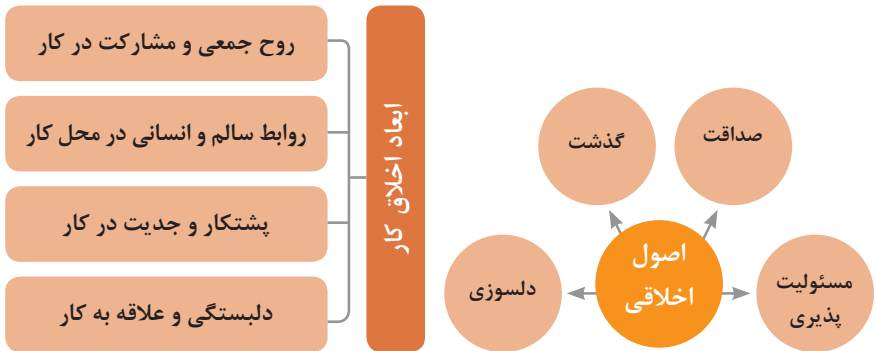 صداقت
گذشت
مسئولیت
پذیری
اصول
اخلاقی
دلسوزی
ابعاد اخلاق کار
روح جمعی و مشارکت در کار
روابط سالم و انسانی در محل کار
پشتکار و جدیت در کار
دلبستگی و علاقه به کار